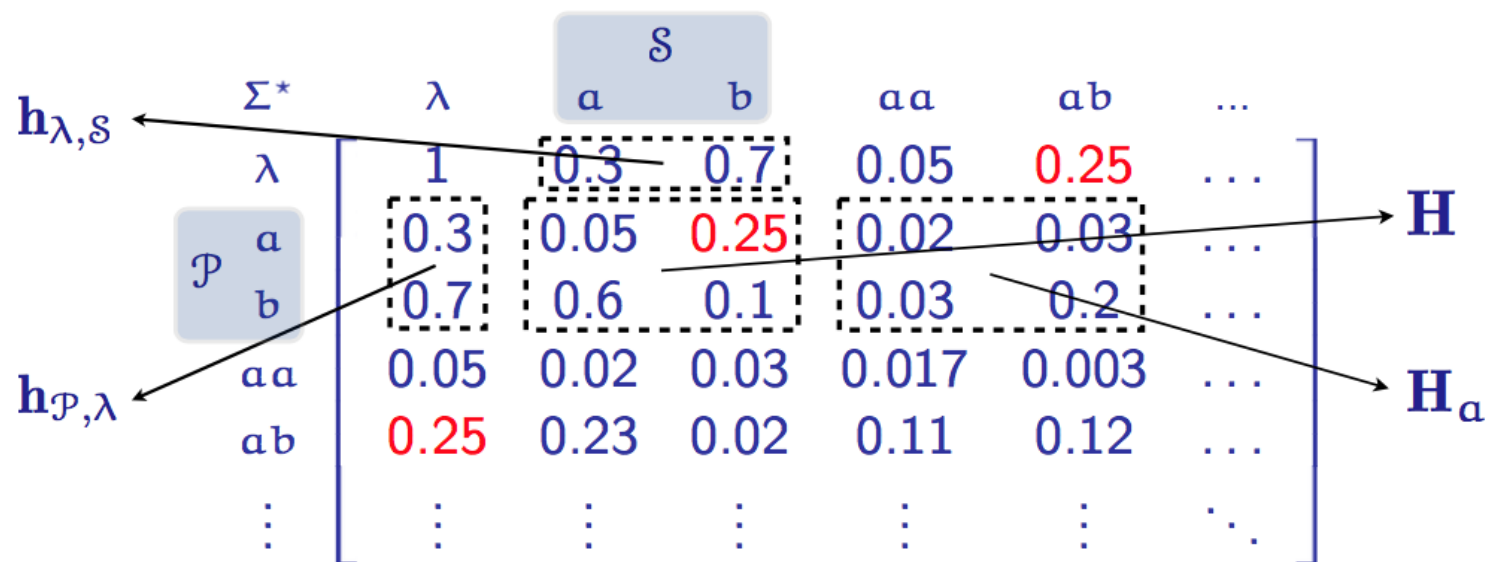 𝒮
Σ* λ a b aa ab ...
h_λ,𝒮
λ 1 0.3 0.7 0.05 0.25 ...
a 0.3 0.05 0.25 0.02 0.03 ...
H
𝒫
b 0.7 0.6 0.1 0.03 0.2 ...
aa 0.05 0.02 0.03 0.017 0.003 ...
h_𝒫,λ
H_a
ab 0.25 0.23 0.02 0.11 0.12 ...
⋮ ⋮ ⋮ ⋮ ⋮ ⋮ ⋱